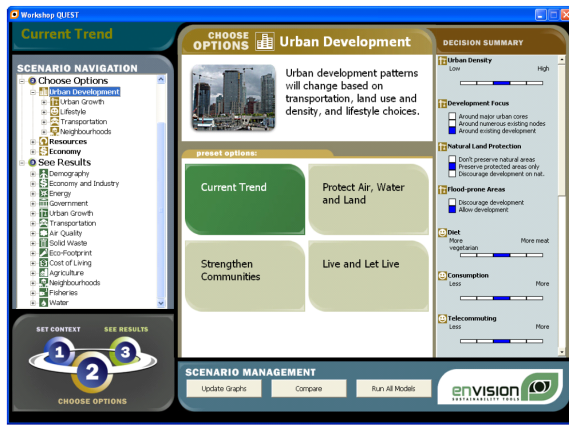 Workshop QUEST
Current Trend
CHOOSE
OPTIONS
Urban Development
DECISION SUMMARY
SCENARIO NAVIGATION
Choose Options
Urban Development
Urban Growth
Lifestyle
Transportation
Neighbourhoods
Resources
Economy
See Results
Demography
Economy and Industry
Energy
Government
Urban Growth
Transportation
Air Quality
Solid Waste
Eco-Footprint
Cost of Living
Agriculture
Neighbourhoods
Fisheries
Water
Urban development patterns
will change based on
transportation, land use and
density, and lifestyle choices.
preset options:
Current Trend
Protect Air, Water
and Land
Strengthen
Communities
Live and Let Live
Urban Density
Low High
Development Focus
Around major urban cores
Around numerous existing nodes
Around existing development
Natural Land Protection
Don't preserve natural areas
Preserve protected areas only
Discourage development on nat.
Flood-prone Areas
Discourage development
Allow development
Diet
More
vegetarian
More meat
Consumption
Less More
Telecommuting
Less More
SET CONTEXT SEE RESULTS
1 3
2
CHOOSE OPTIONS
SCENARIO MANAGEMENT
Update Graphs Compare Run All Models
envision
SUSTAINABILITY TOOLS